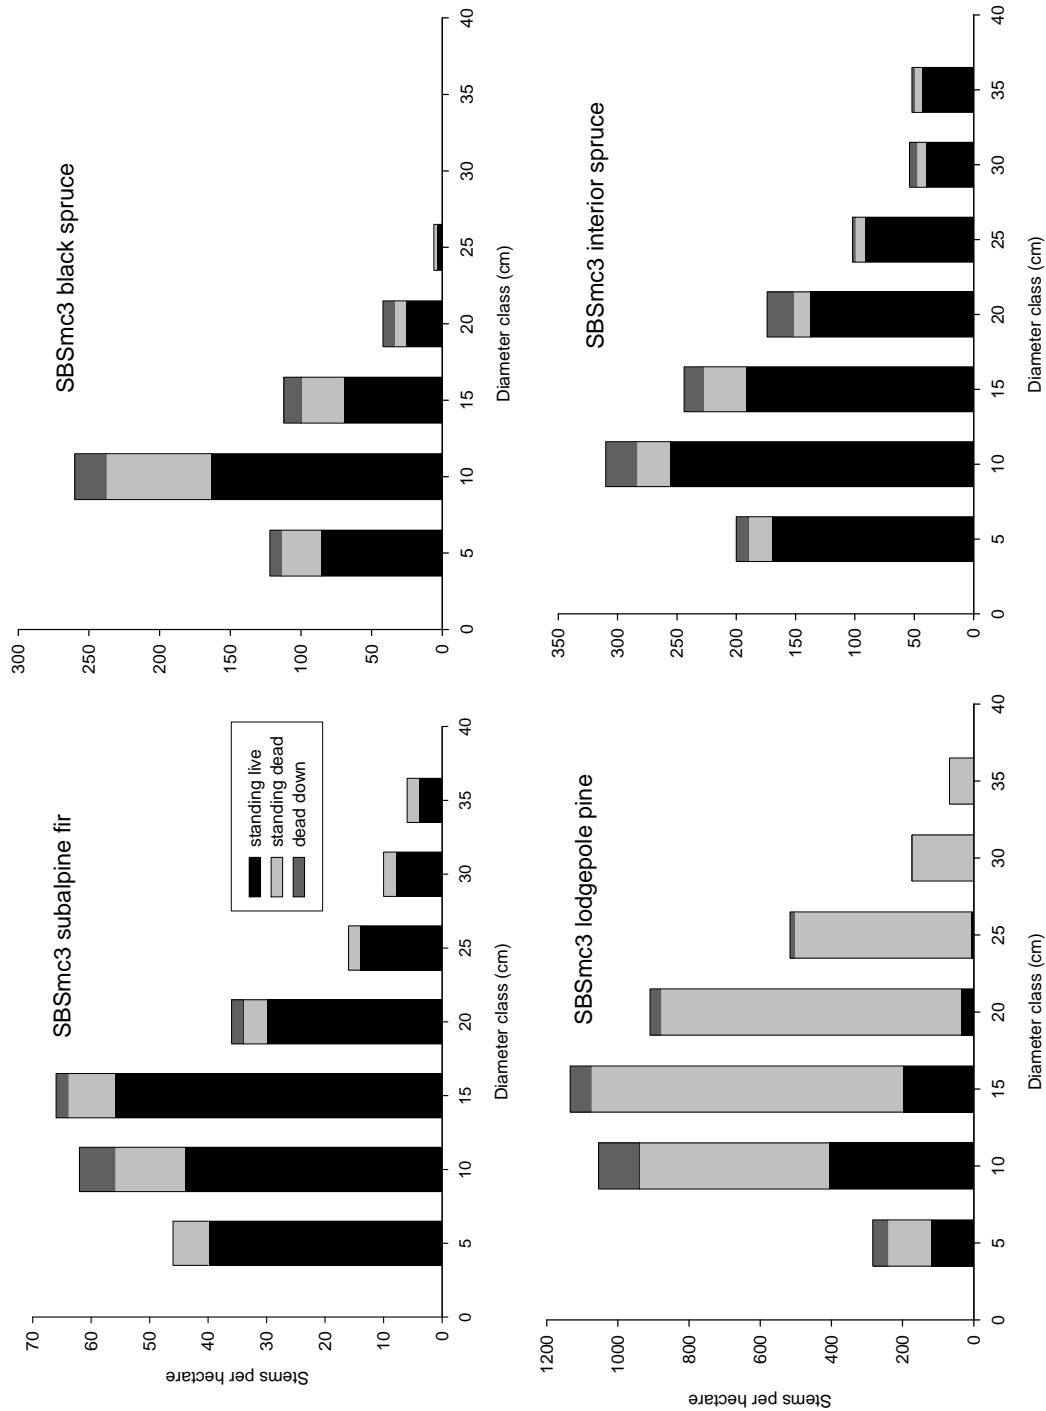 SBSmc3 subalpine fir
Stems per hectare
70
60
50
40
30
20
10
0
0 5 10 15 20 25 30 35 40
Diameter class (cm)
standing live
standing dead
dead down
SBSmc3 black spruce
300
250
200
150
100
50
0
0 5 10 15 20 25 30 35 40
Diameter class (cm)
SBSmc3 lodgepole pine
Stems per hectare
1200
1000
800
600
400
200
0
0 5 10 15 20 25 30 35 40
Diameter class (cm)
SBSmc3 interior spruce
350
300
250
200
150
100
50
0
0 5 10 15 20 25 30 35 40
Diameter class (cm)